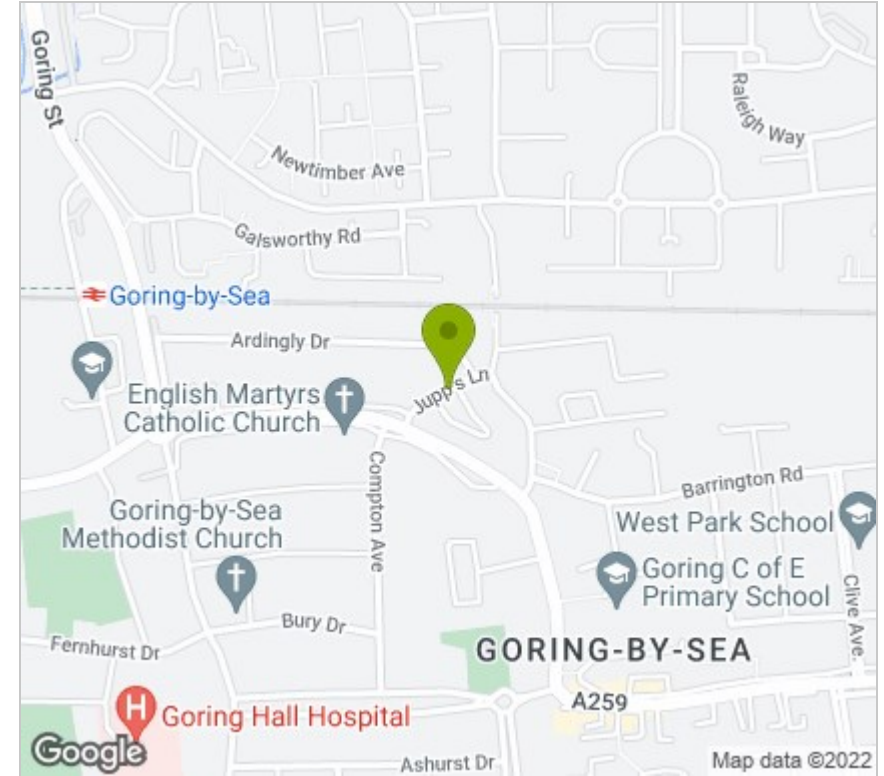 Goring St
Raleigh Way
Newtimber Ave
Galsworthy Rd
Goring-by-Sea
Ardingly Dr
Jupp's Ln
English Martyrs
Catholic Church
Compton Ave
Barrington Rd
Goring-by-Sea
Methodist Church
West Park School
Goring C of E
Primary School
Clive Ave.
Bury Dr
Fernhurst Dr
GORING-BY-SEA
A259
H
Goring Hall Hospital
Ashurst Dr
Google
Map data ©2022